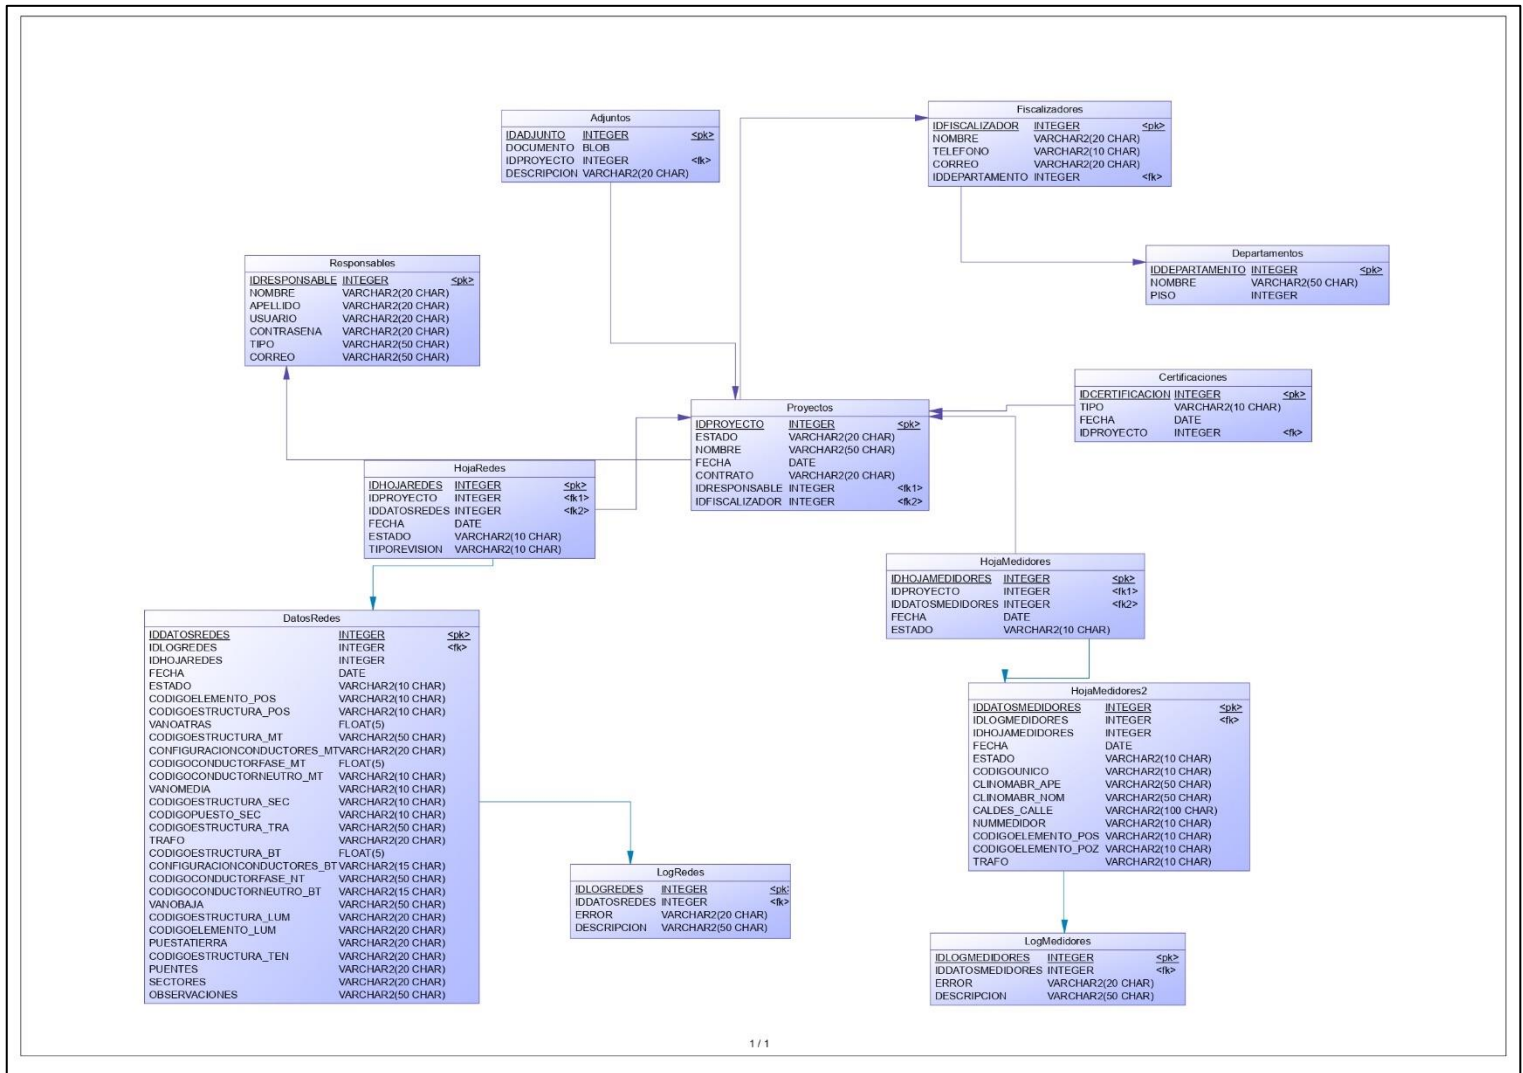 Adjuntos
IDADJUNTO INTEGER <pk>
DOCUMENTO BLOB
IDPROYECTO INTEGER <fk>
DESCRIPCION VARCHAR2(20 CHAR)
Fiscalizadores
IDFISCALIZADOR INTEGER <pk>
NOMBRE VARCHAR2(20 CHAR)
TELEFONO VARCHAR2(10 CHAR)
CORREO VARCHAR2(20 CHAR)
IDDEPARTAMENTO INTEGER <fk>
Responsables
IDRESPONSABLE INTEGER <pk>
NOMBRE VARCHAR2(20 CHAR)
APELLIDO VARCHAR2(20 CHAR)
USUARIO VARCHAR2(20 CHAR)
CONTRASENA VARCHAR2(20 CHAR)
TIPO VARCHAR2(50 CHAR)
CORREO VARCHAR2(50 CHAR)
Departamentos
IDDEPARTAMENTO INTEGER <pk>
NOMBRE VARCHAR2(50 CHAR)
PISO INTEGER
Certificaciones
IDCERTIFICACION INTEGER <pk>
TIPO VARCHAR2(10 CHAR)
FECHA DATE
IDPROYECTO INTEGER <fk>
Proyectos
IDPROYECTO INTEGER <pk>
ESTADO VARCHAR2(20 CHAR)
NOMBRE VARCHAR2(50 CHAR)
FECHA DATE
CONTRATO VARCHAR2(20 CHAR)
IDRESPONSABLE INTEGER <fk1>
IDFISCALIZADOR INTEGER <fk2>
HojaRedes
IDHOJAREDES INTEGER <pk>
IDPROYECTO INTEGER <fk1>
IDDATOSREDES INTEGER <fk2>
FECHA DATE
ESTADO VARCHAR2(10 CHAR)
TIPOREVISION VARCHAR2(10 CHAR)
HojaMedidores
IDHOJAMEDIDORES INTEGER <pk>
IDPROYECTO INTEGER <fk1>
IDDATOSMEDIDORES INTEGER <fk2>
FECHA DATE
ESTADO VARCHAR2(10 CHAR)
DatosRedes
IDDATOSREDES INTEGER <pk>
IDLOGREDES INTEGER <fk>
IDHOJAREDES INTEGER
FECHA DATE
ESTADO VARCHAR2(10 CHAR)
CODIGOELEMENTO_POS VARCHAR2(10 CHAR)
CODIGOESTRUCTURA_POS VARCHAR2(10 CHAR)
VANOATRAS FLOAT(5)
CODIGOESTRUCTURA_MT VARCHAR2(50 CHAR)
CONFIGURACIONCONDUCTORES_MTVARCHAR2(20 CHAR)
CODIGOCONDUCTORFASE_MT FLOAT(5)
CODIGOCONDUCTORNEUTRO_MT VARCHAR2(10 CHAR)
VANOMEDIA VARCHAR2(10 CHAR)
CODIGOESTRUCTURA_SEC VARCHAR2(10 CHAR)
CODIGOPUESTO_SEC VARCHAR2(10 CHAR)
CODIGOESTRUCTURA_TRA VARCHAR2(50 CHAR)
TRAFO VARCHAR2(20 CHAR)
CODIGOESTRUCTURA_BT FLOAT(5)
CONFIGURACIONCONDUCTORES_BT VARCHAR2(15 CHAR)
CODIGOCONDUCTORFASE_NT VARCHAR2(50 CHAR)
CODIGOCONDUCTORNEUTRO_BT VARCHAR2(15 CHAR)
VANOBAJA VARCHAR2(50 CHAR)
CODIGOESTRUCTURA_LUM VARCHAR2(20 CHAR)
CODIGOELEMENTO_LUM VARCHAR2(20 CHAR)
PUESTATIERRA VARCHAR2(20 CHAR)
CODIGOESTRUCTURA_TEN VARCHAR2(20 CHAR)
PUENTES VARCHAR2(20 CHAR)
SECTORES VARCHAR2(20 CHAR)
OBSERVACIONES VARCHAR2(50 CHAR)
HojaMedidores2
IDDATOSMEDIDORES INTEGER <pk>
IDLOGMEDIDORES INTEGER <fk>
IDHOJAMEDIDORES INTEGER
FECHA DATE
ESTADO VARCHAR2(10 CHAR)
CODIGOUNICO VARCHAR2(10 CHAR)
CLINOMABR_APE VARCHAR2(50 CHAR)
CLINOMABR_NOM VARCHAR2(50 CHAR)
CALDES_CALLE VARCHAR2(100 CHAR)
NUMMEDIDOR VARCHAR2(10 CHAR)
CODIGOELEMENTO_POS VARCHAR2(10 CHAR)
CODIGOELEMENTO_POZ VARCHAR2(10 CHAR)
TRAFO VARCHAR2(10 CHAR)
LogRedes
IDLOGREDES INTEGER <pk>
IDDATOSREDES INTEGER <fk>
ERROR VARCHAR2(20 CHAR)
DESCRIPCION VARCHAR2(50 CHAR)
LogMedidores
IDLOGMEDIDORES INTEGER <pk>
IDDATOSMEDIDORES INTEGER <fk>
ERROR VARCHAR2(20 CHAR)
DESCRIPCION VARCHAR2(50 CHAR)
1 / 1